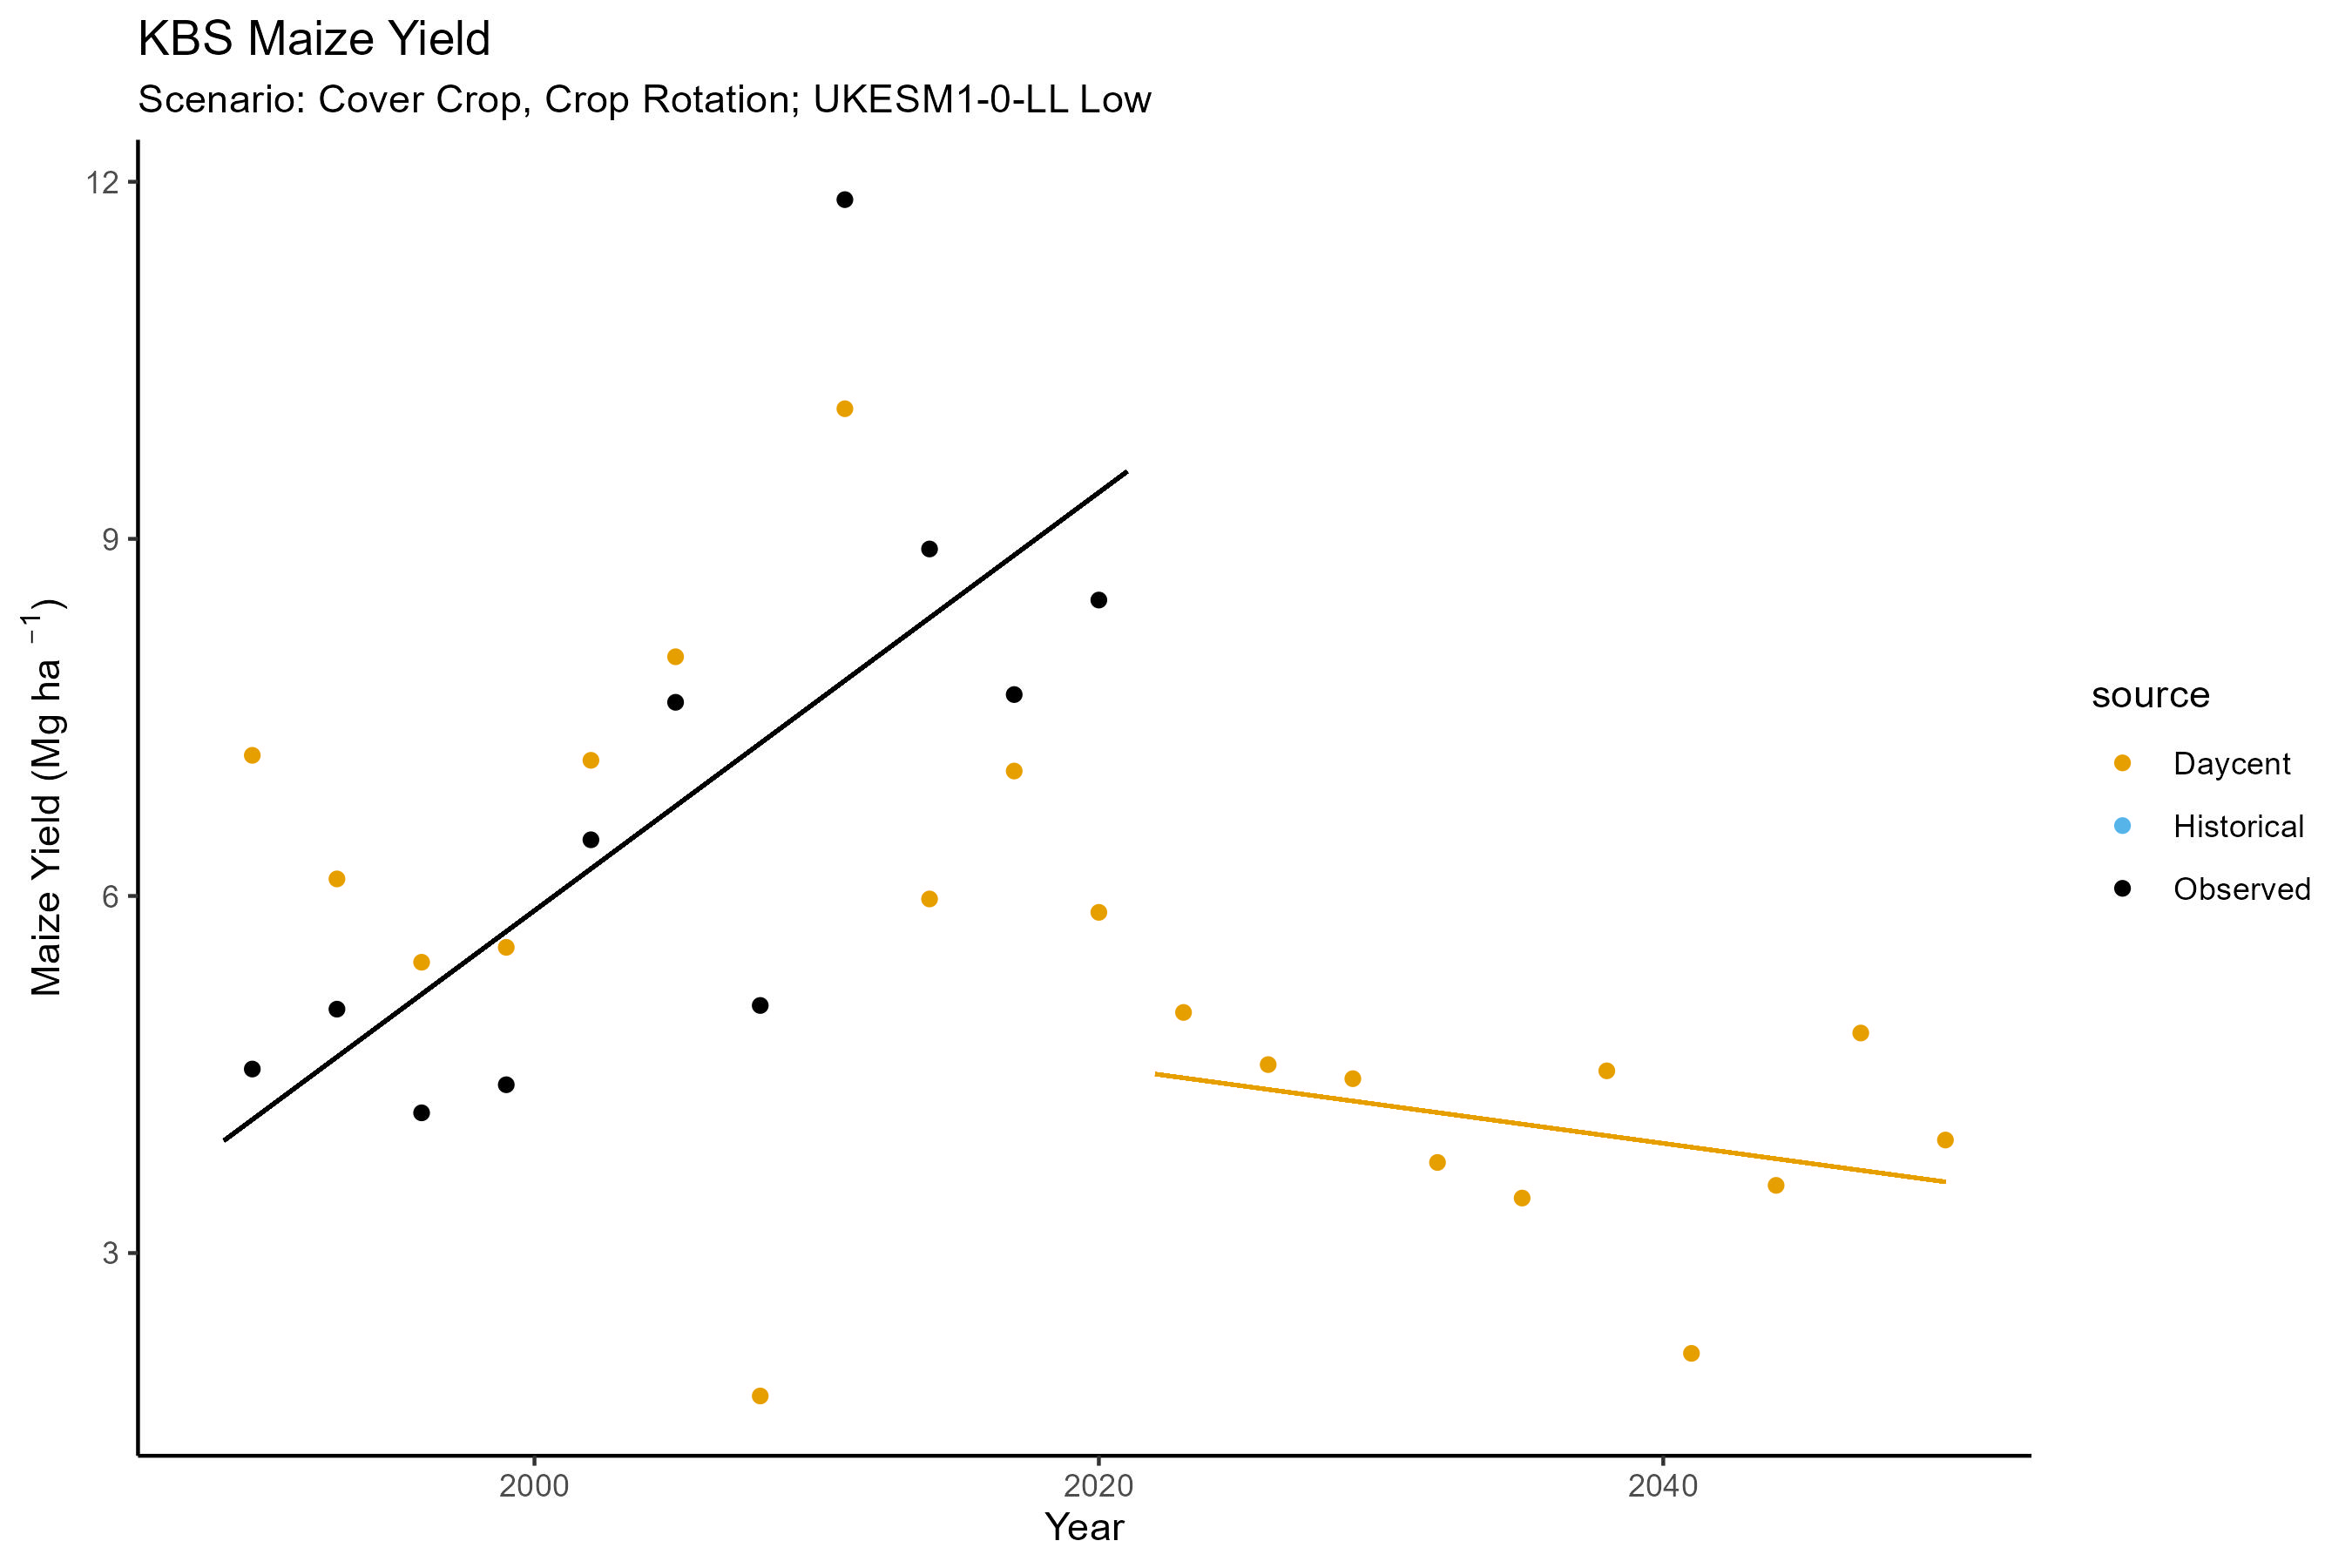 KBS Maize Yield
Scenario: Cover Crop, Crop Rotation; UKESM1-0-LL Low
Maize Yield (Mg ha⁻¹)
12
9
6
3
2000
2020
2040
Year
source
Daycent
Historical
Observed